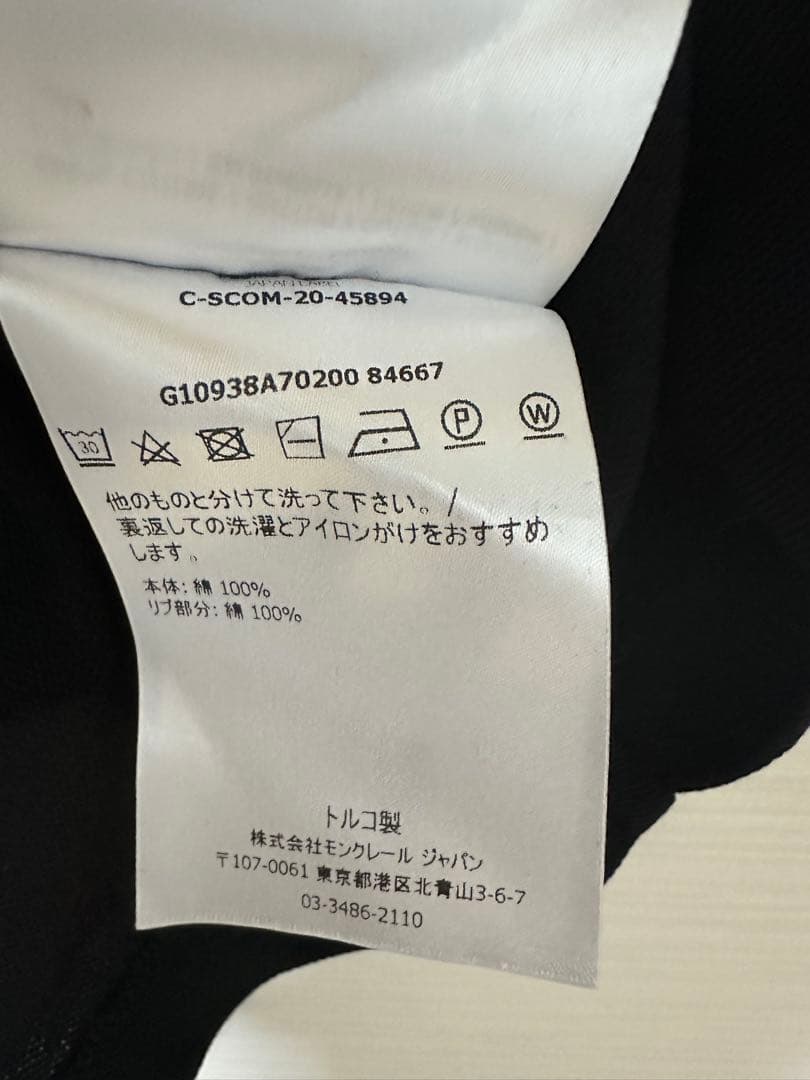 C-SCOM-20-45894
G10938A70200 84667
30
P
W
他のものと分けて洗って下さい。/
裏返しての洗濯とアイロンがけをおすすめ
します。
本体: 綿 100%
リブ部分: 綿 100%
トルコ製
株式会社モンクレール ジャパン
〒107-0061 東京都港区北青山3-6-7
03-3486-2110